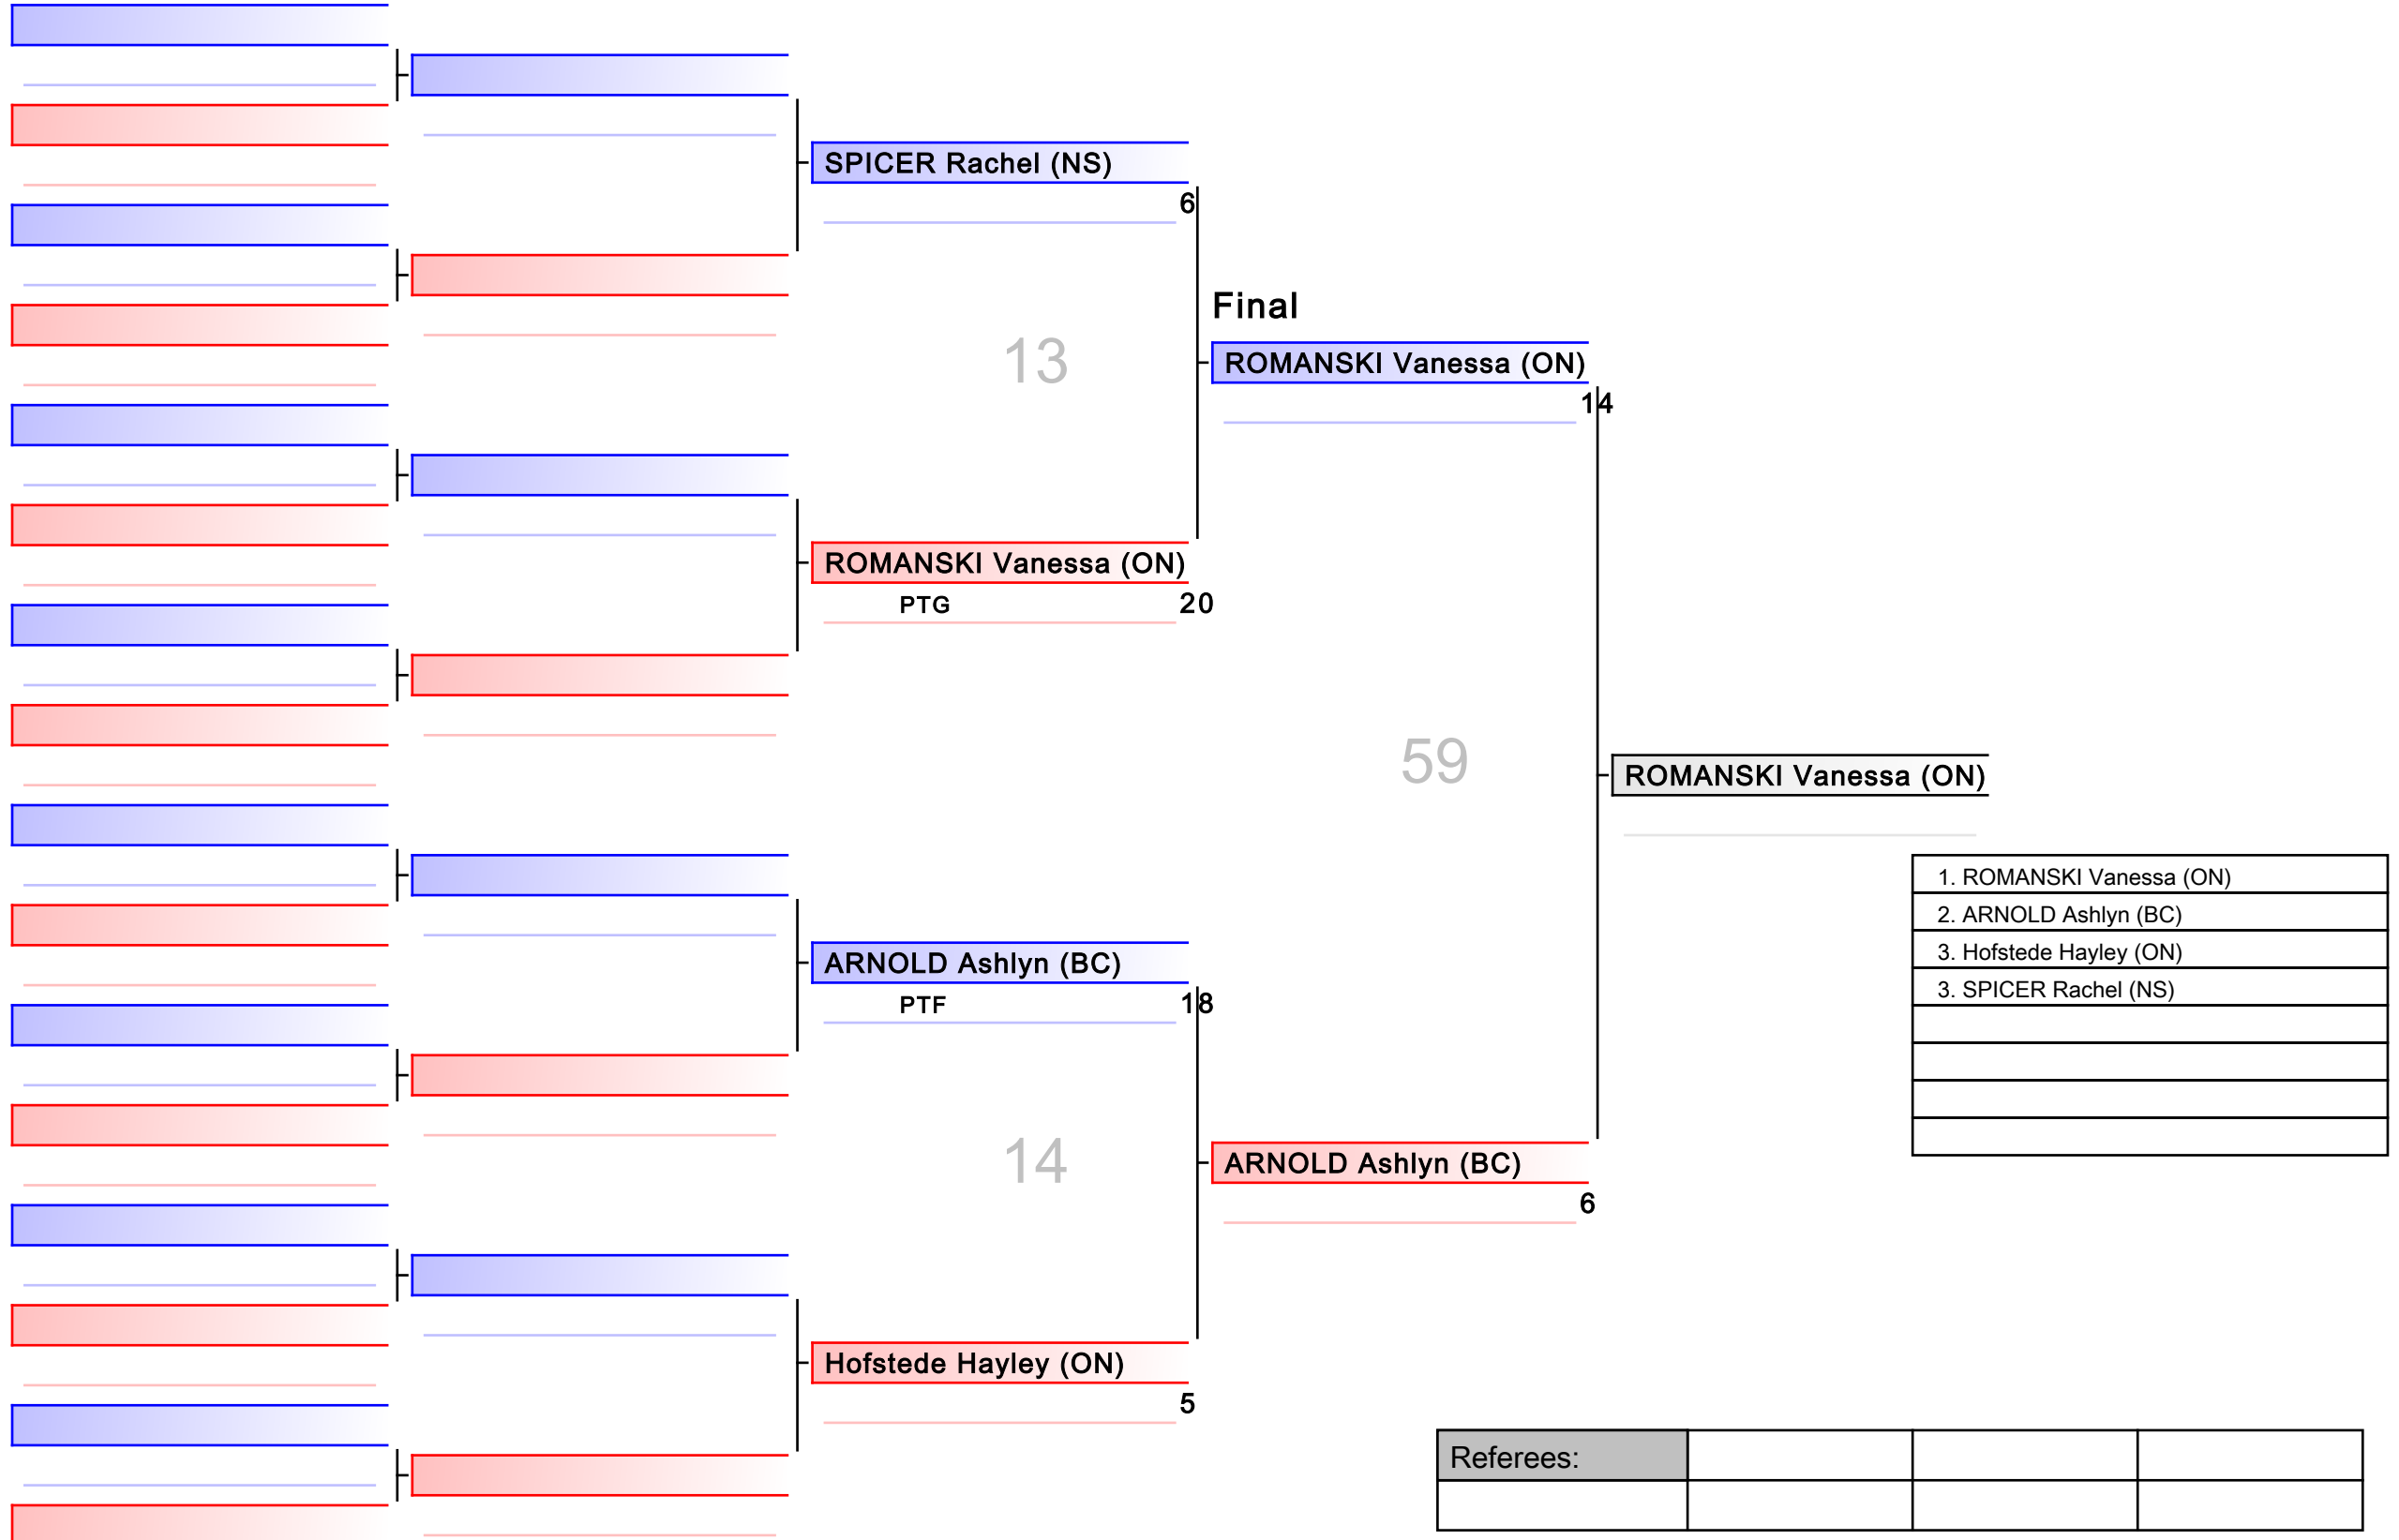 SPICER Rachel (NS)
6
13
ROMANSKI Vanessa (ON)
PTG 20
Final
ROMANSKI Vanessa (ON)
14
59
ROMANSKI Vanessa (ON)
ARNOLD Ashlyn (BC)
PTF 18
14
Hofstede Hayley (ON)
5
ARNOLD Ashlyn (BC)
6
1. ROMANSKI Vanessa (ON)
2. ARNOLD Ashlyn (BC)
3. Hofstede Hayley (ON)
3. SPICER Rachel (NS)
Referees: